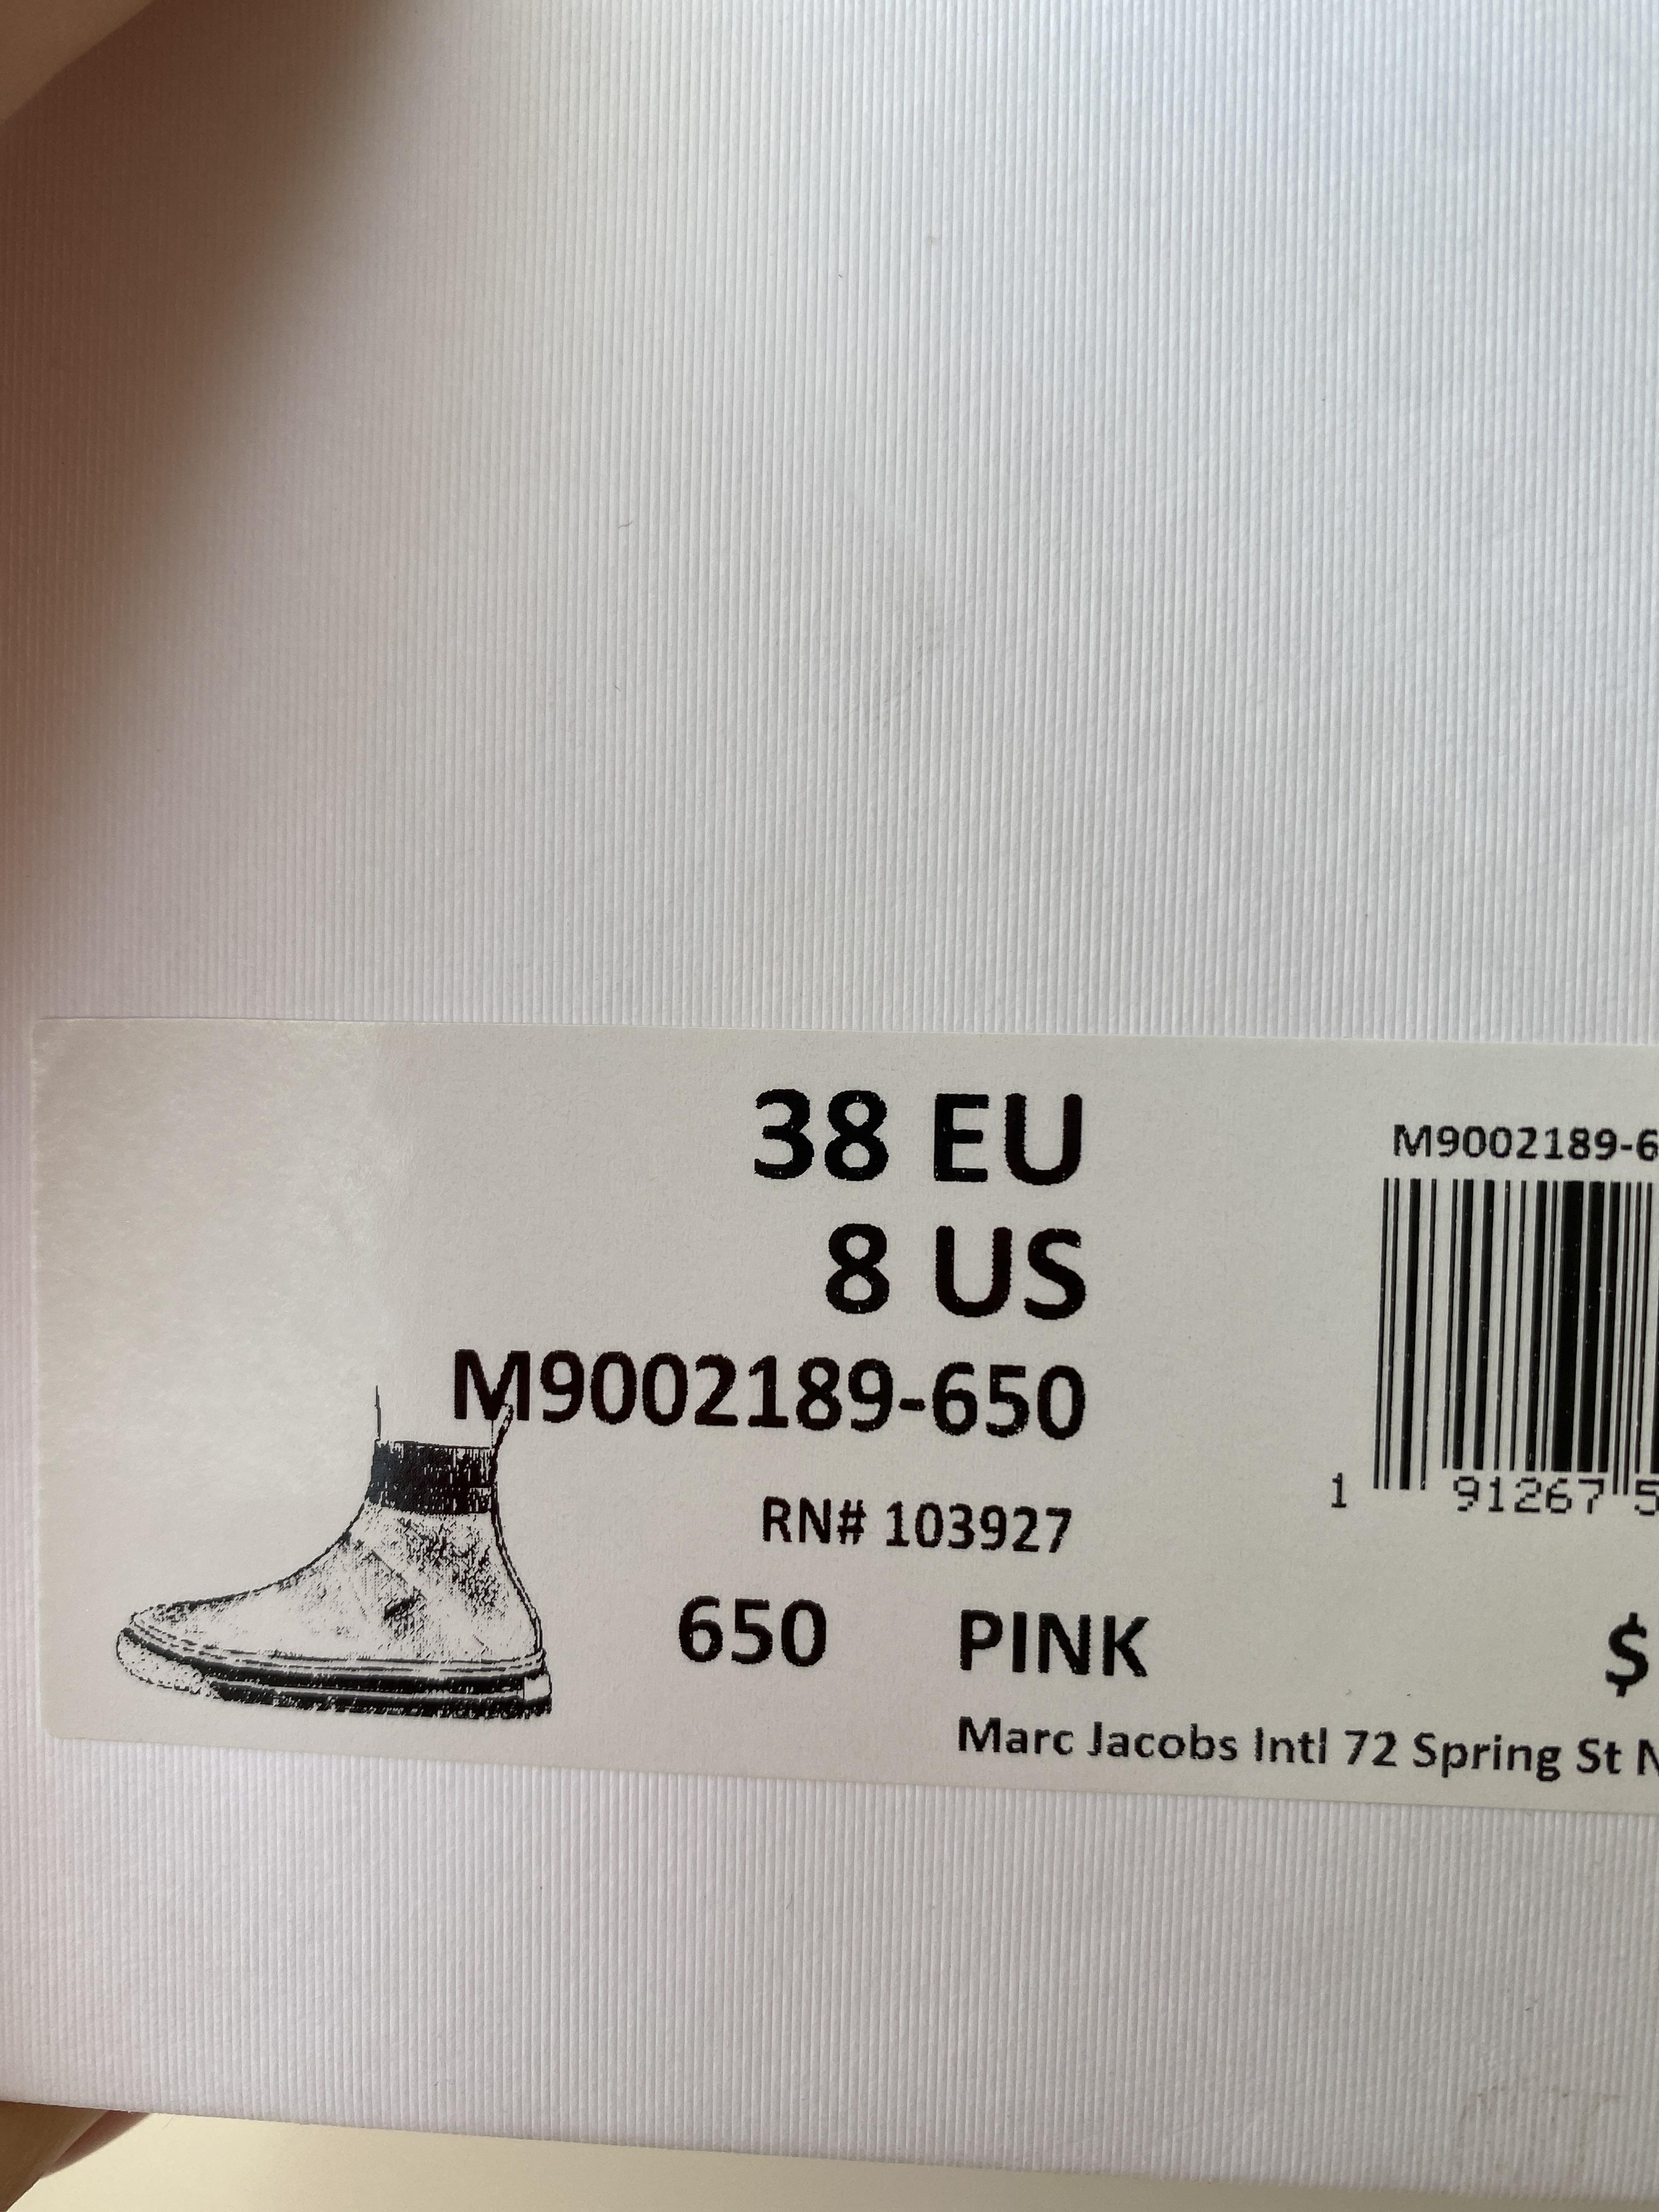 38 EU
8 US
M9002189-650
RN# 103927
650 PINK
M9002189-6
1 91267 5
$
Marc Jacobs Intl 72 Spring St N